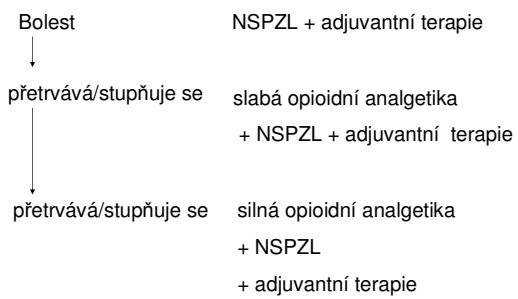 Bolest NSPZL + adjuvantní terapie
přetrvává/stupňuje se slabá opioidní analgetika
+ NSPZL + adjuvantní terapie
přetrvává/stupňuje se silná opioidní analgetika
+ NSPZL
+ adjuvantní terapie